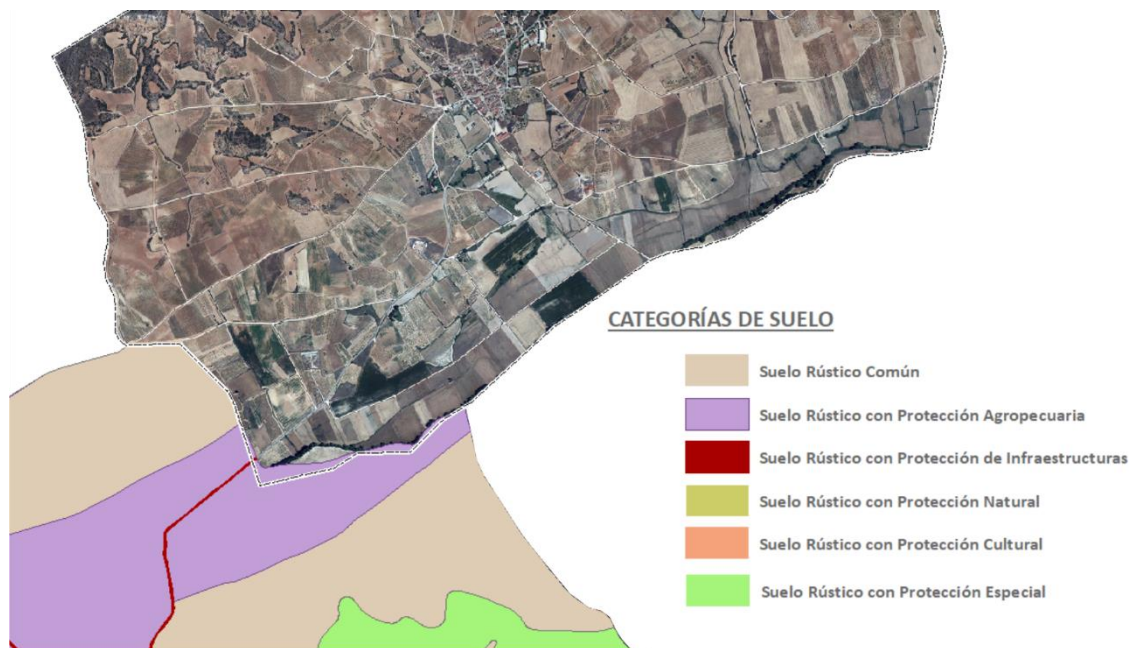 CATEGORÍAS DE SUELO
Suelo Rústico Común
Suelo Rústico con Protección Agropecuaria
Suelo Rústico con Protección de Infraestructuras
Suelo Rústico con Protección Natural
Suelo Rústico con Protección Cultural
Suelo Rústico con Protección Especial